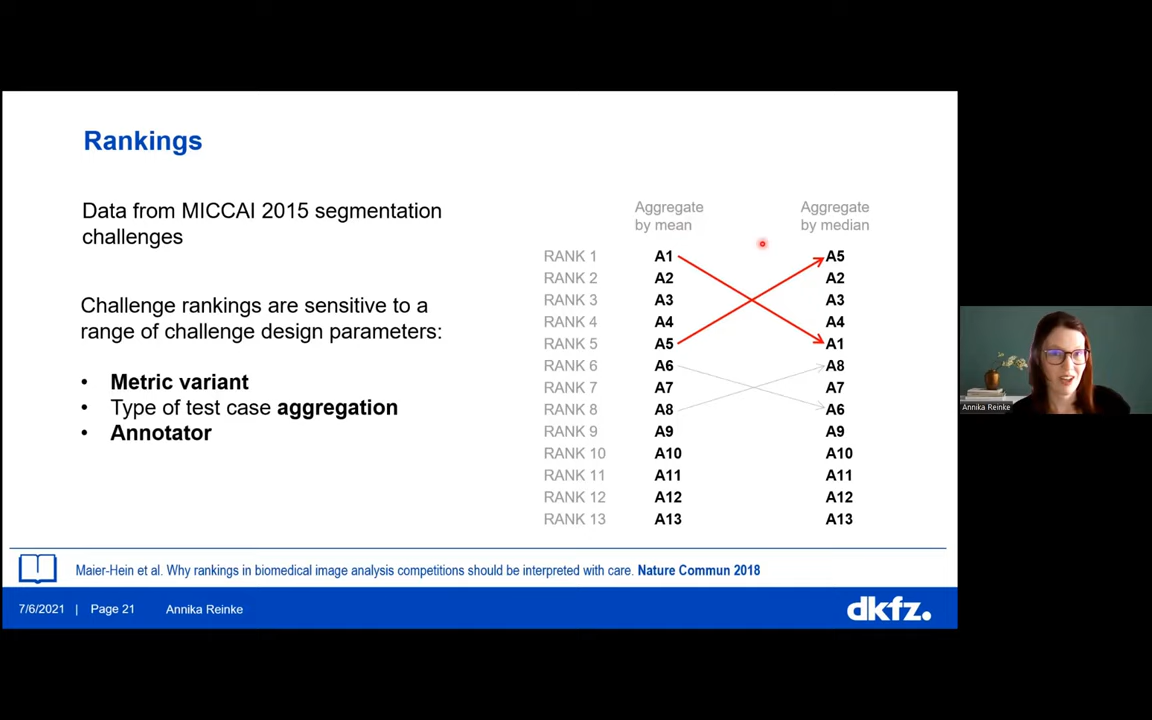 Rankings
Data from MICCAI 2015 segmentation
challenges
Challenge rankings are sensitive to a
range of challenge design parameters:
• Metric variant
• Type of test case aggregation
• Annotator
Aggregate by mean
Aggregate by median
RANK 1 A1 A5
RANK 2 A2 A2
RANK 3 A3 A3
RANK 4 A4 A4
RANK 5 A5 A1
RANK 6 A6 A8
RANK 7 A7 A7
RANK 8 A8 A6
RANK 9 A9 A9
RANK 10 A10 A10
RANK 11 A11 A11
RANK 12 A12 A12
RANK 13 A13 A13
Maier-Hein et al. Why rankings in biomedical image analysis competitions should be interpreted with care. Nature Commun 2018
7/6/2021 | Page 21 Annika Reinke
dkfz.
Annika Reinke